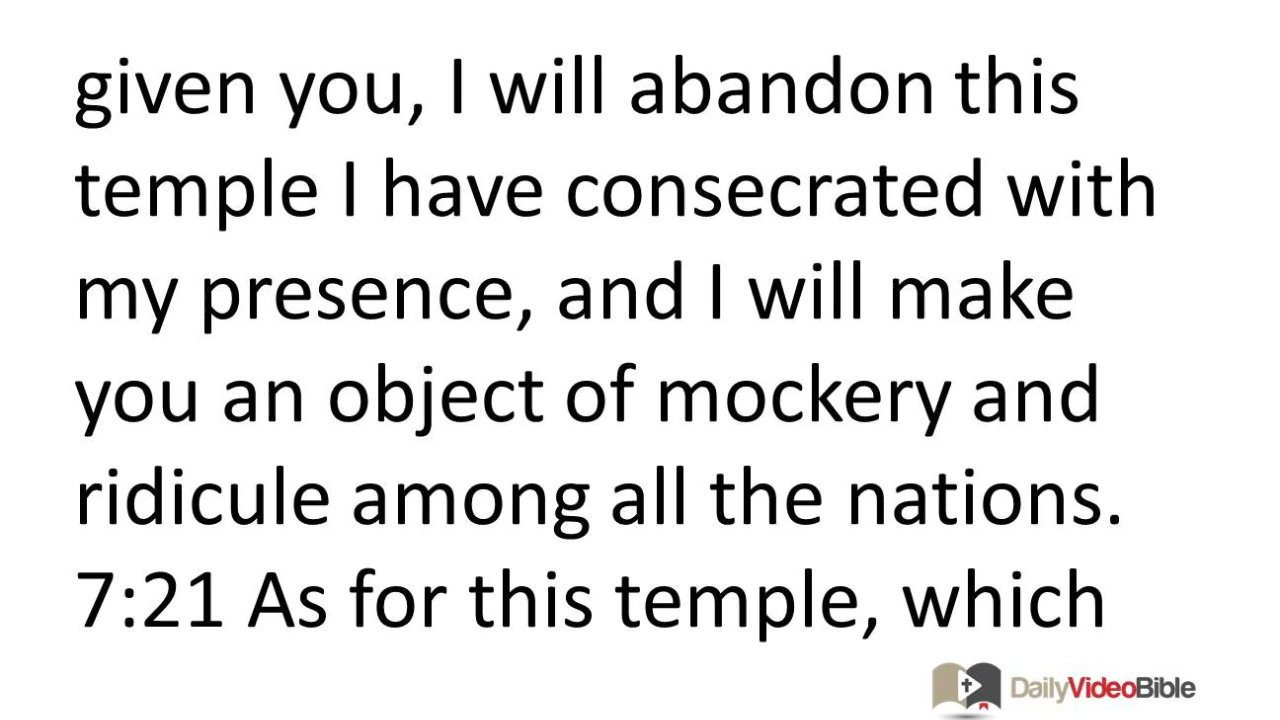 given you, I will abandon this
temple I have consecrated with
my presence, and I will make
you an object of mockery and
ridicule among all the nations.
7:21 As for this temple, which
DailyVideoBible